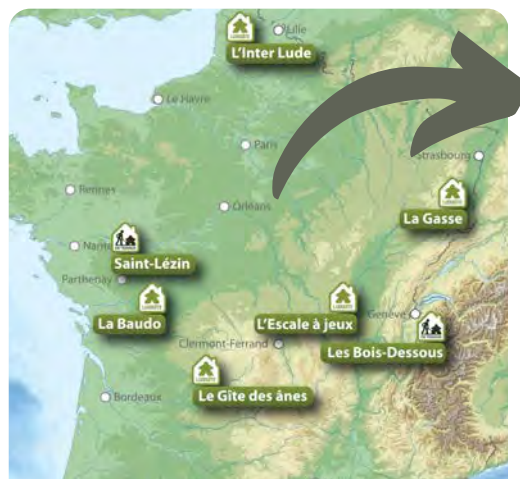 Lille
L'Inter Lude
Le Havre
Paris
Strasbourg
Rennes
La Gasse
Orléans
Nante
Saint-Lézin
Parthenay
La Baudo
L'Escale à jeux
Genève
Clermont-Ferrand
Les Bois-Dessous
Le Gîte des ânes
Bordeaux